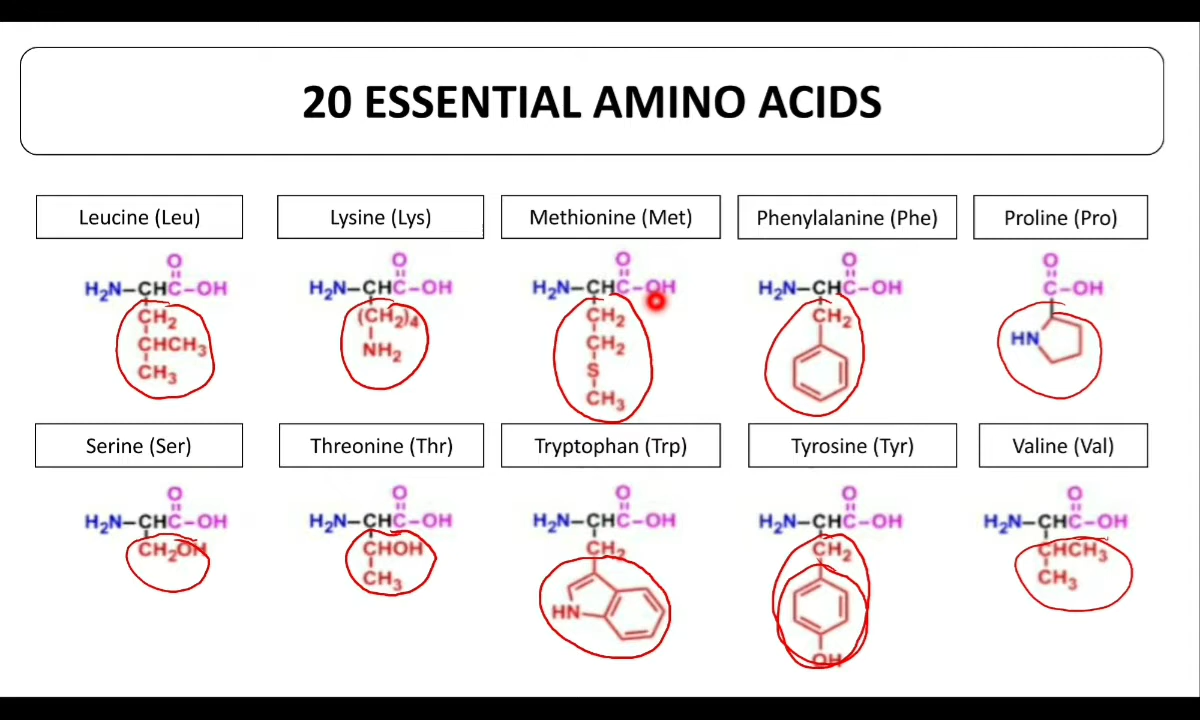 20 ESSENTIAL AMINO ACIDS
Leucine (Leu)
Lysine (Lys)
Methionine (Met)
Phenylalanine (Phe)
Proline (Pro)
O
H₂N–CHC–OH
CH₂
CHCH₃
CH₃
O
H₂N–CHC–OH
(CH₂)₄
NH₂
O
H₂N–CHC–OH
CH₂
CH₂
S
CH₃
O
H₂N–CHC–OH
CH₂
O
C–OH
HN
Serine (Ser)
Threonine (Thr)
Tryptophan (Trp)
Tyrosine (Tyr)
Valine (Val)
O
H₂N–CHC–OH
CH₂OH
O
H₂N–CHC–OH
CHOH
CH₃
O
H₂N–CHC–OH
CH₂
HN
O
H₂N–CHC–OH
CH₂
OH
O
H₂N–CHC–OH
CHCH₃
CH₃